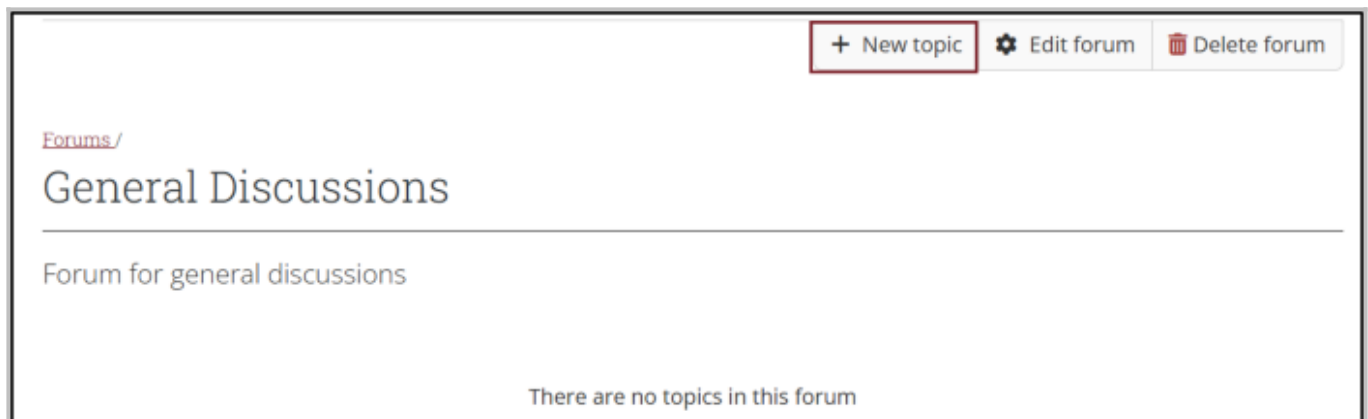 + New topic Edit forum Delete forum
Forums /
General Discussions
Forum for general discussions
There are no topics in this forum